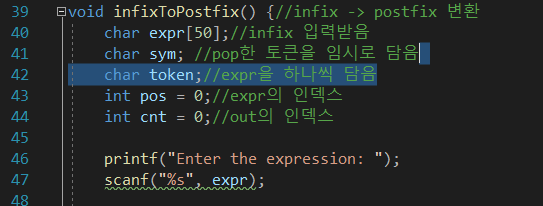 39 void infixToPostfix() {//infix -> postfix 변환
40 char expr[50];//infix 입력받음
41 char sym; //pop한 토큰을 임시로 담음
42 char token;//expr을 하나씩 담음
43 int pos = 0;//expr의 인덱스
44 int cnt = 0;//out의 인덱스
45
46 printf("Enter the expression: ");
47 scanf("%s", expr);
48